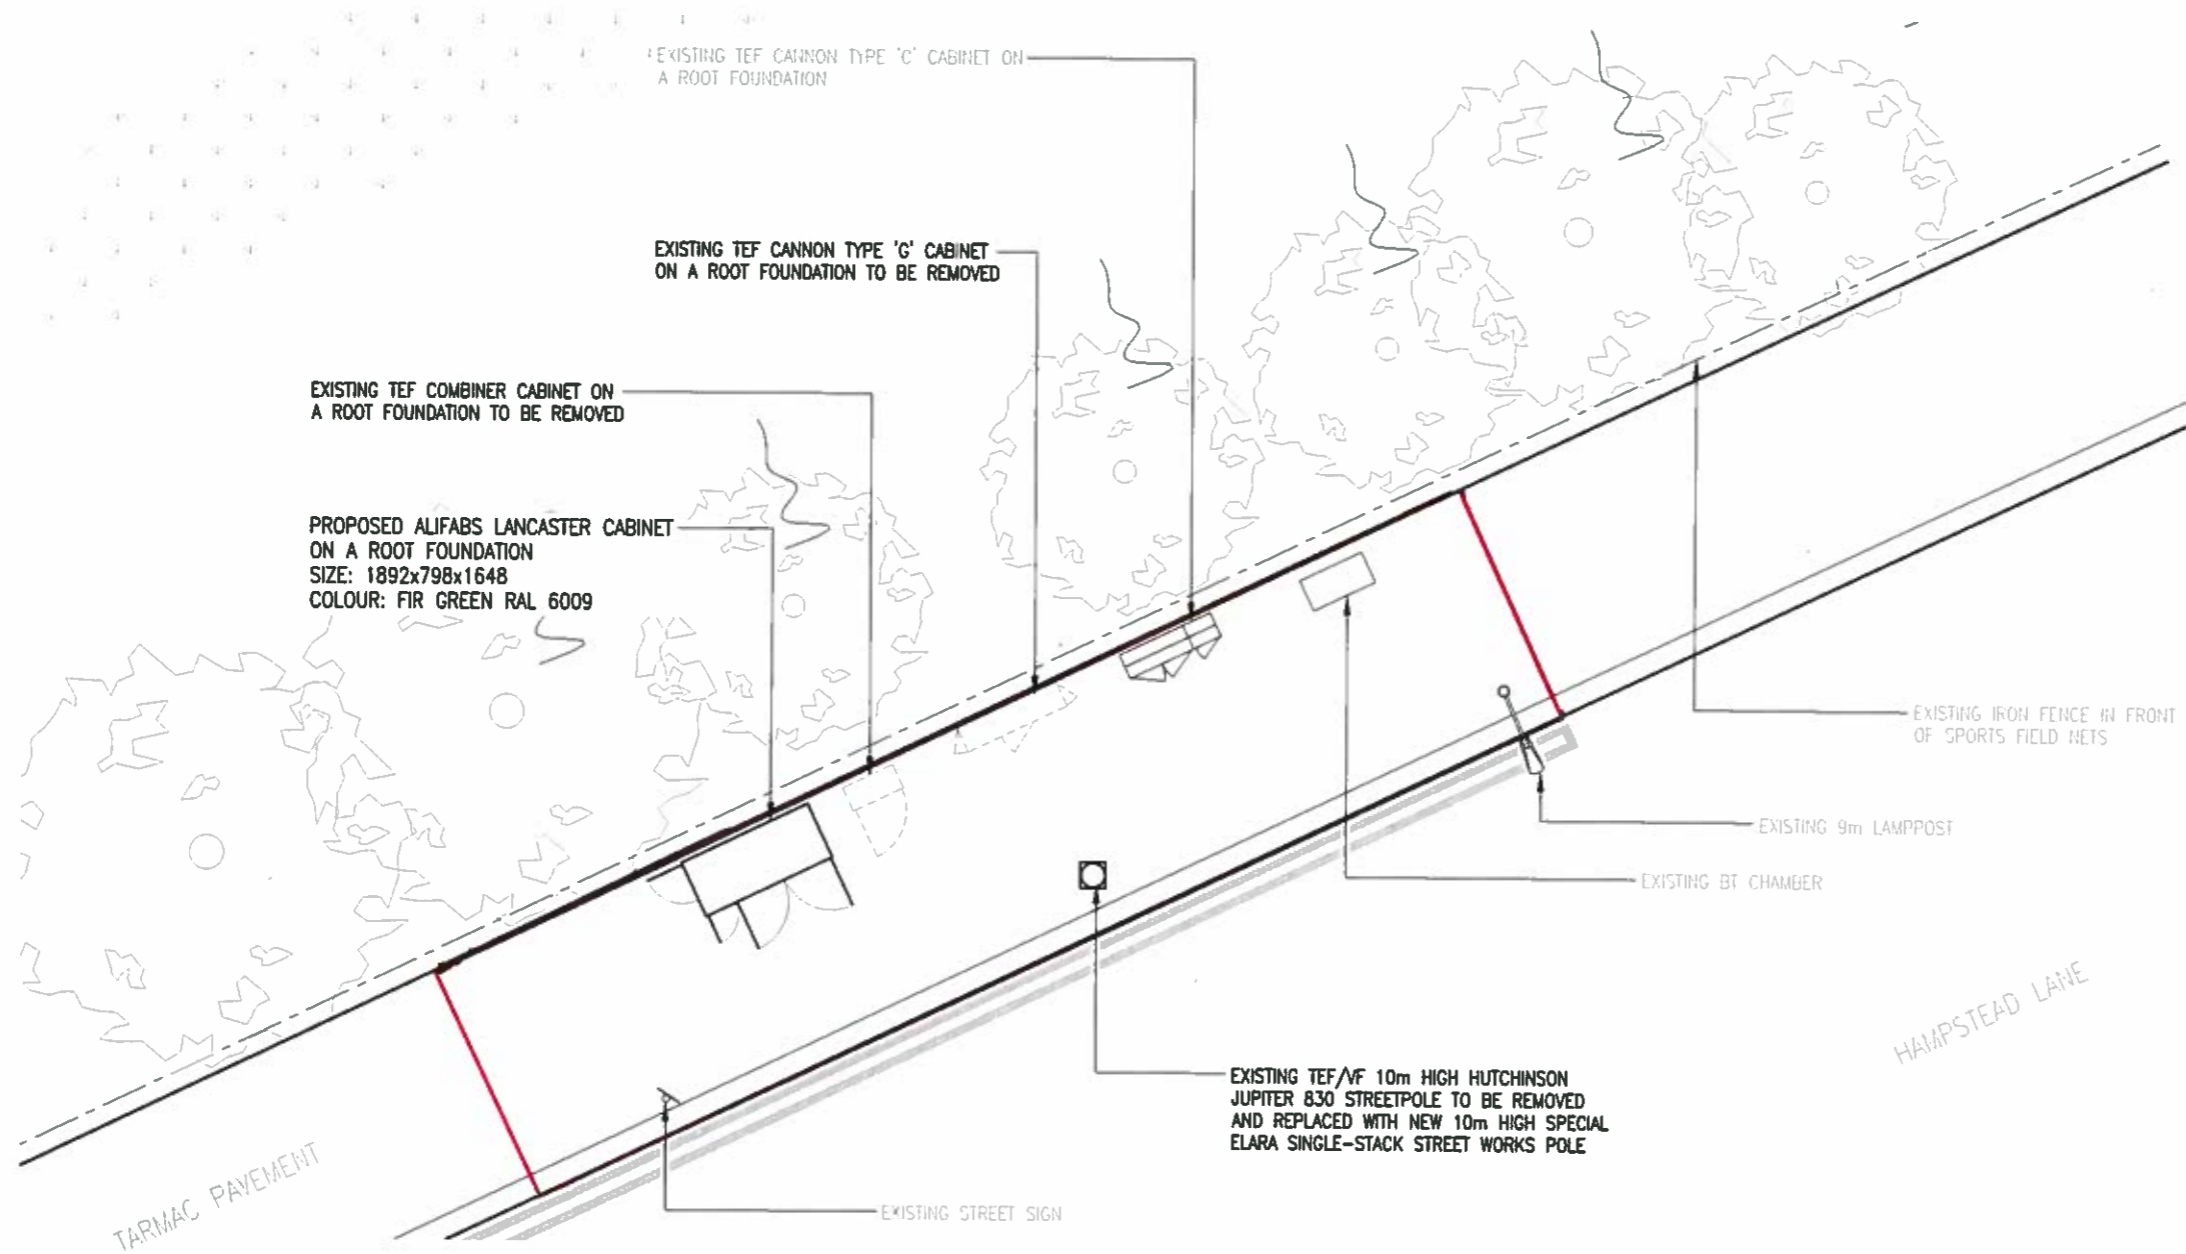 EXISTING TEF CANNON TYPE 'C' CABINET ON
A ROOT FOUNDATION
EXISTING TEF CANNON TYPE 'G' CABINET
ON A ROOT FOUNDATION TO BE REMOVED
EXISTING TEF COMBINER CABINET ON
A ROOT FOUNDATION TO BE REMOVED
PROPOSED ALIFABS LANCASTER CABINET
ON A ROOT FOUNDATION
SIZE: 1892x798x1648
COLOUR: FIR GREEN RAL 6009
EXISTING IRON FENCE IN FRONT
OF SPORTS FIELD NETS
EXISTING 9m LAMPPOST
EXISTING BT CHAMBER
HAMPSTEAD LANE
EXISTING TEF/VF 10m HIGH HUTCHINSON
JUPITER 830 STREETPOLE TO BE REMOVED
AND REPLACED WITH NEW 10m HIGH SPECIAL
ELARA SINGLE-STACK STREET WORKS POLE
TARMAC PAVEMENT
EXISTING STREET SIGN